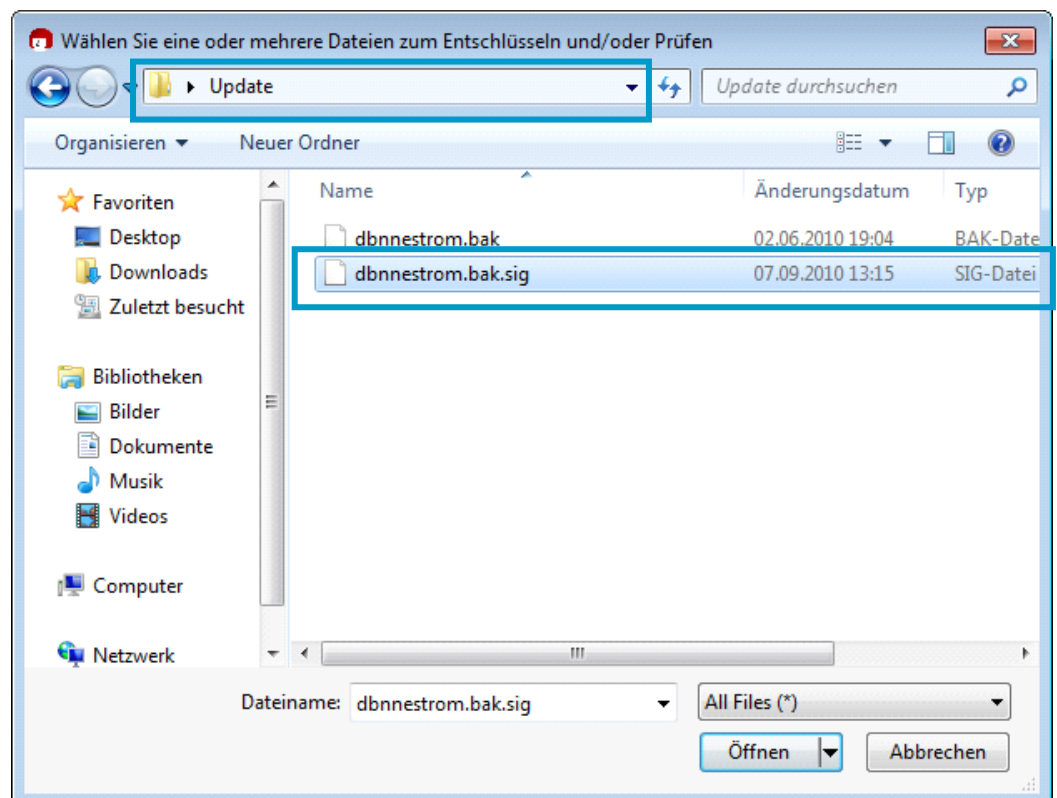 Wählen Sie eine oder mehrere Dateien zum Entschlüsseln und/oder Prüfen
Update
Update durchsuchen
Organisieren
Neuer Ordner
Name Änderungsdatum Typ
dbnnestrom.bak 02.06.2010 19:04 BAK-Date
dbnnestrom.bak.sig 07.09.2010 13:15 SIG-Datei
Favoriten
Desktop
Downloads
Zuletzt besucht
Bibliotheken
Bilder
Dokumente
Musik
Videos
Computer
Netzwerk
Dateiname: dbnnestrom.bak.sig All Files (*)
Öffnen Abbrechen